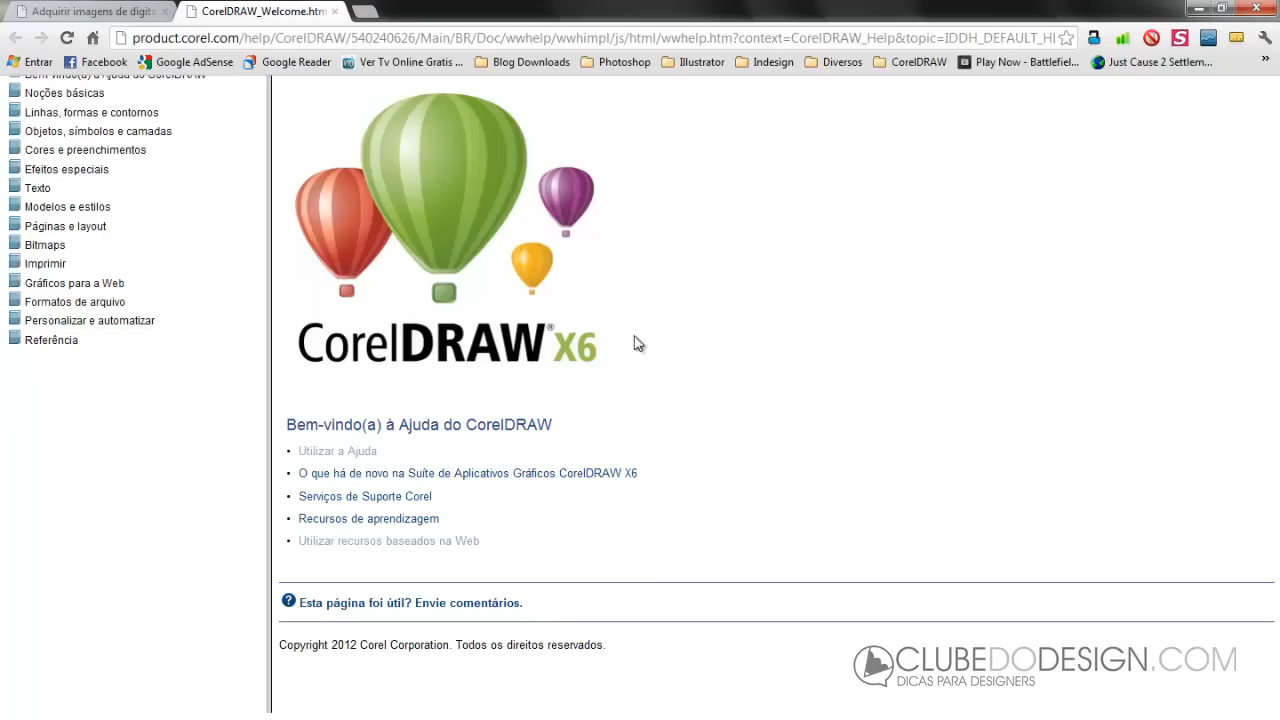 Adquirir imagens de digita
CorelDRAW_Welcome.htm
product.corel.com/help/CorelDRAW/540240626/Main/BR/Doc/wwhelp/wwhimpl/js/html/wwhelp.htm?context=CorelDRAW_Help&topic=IDDH_DEFAULT_HI
Entrar Facebook Google AdSense Google Reader Ver Tv Online Gratis ... Blog Downloads Photoshop Illustrator Indesign Diversos CorelDRAW Play Now - Battlefiel... Just Cause 2 Settlem... »
Bem-vindo(a) à Ajuda do CorelDRAW
Noções básicas
Linhas, formas e contornos
Objetos, símbolos e camadas
Cores e preenchimentos
Efeitos especiais
Texto
Modelos e estilos
Páginas e layout
Bitmaps
Imprimir
Gráficos para a Web
Formatos de arquivo
Personalizar e automatizar
Referência
CorelDRAW® X6
Bem-vindo(a) à Ajuda do CorelDRAW
• Utilizar a Ajuda
• O que há de novo na Suíte de Aplicativos Gráficos CorelDRAW X6
• Serviços de Suporte Corel
• Recursos de aprendizagem
• Utilizar recursos baseados na Web
Esta página foi útil? Envie comentários.
Copyright 2012 Corel Corporation. Todos os direitos reservados.
CLUBEDODESIGN.COM
DICAS PARA DESIGNERS